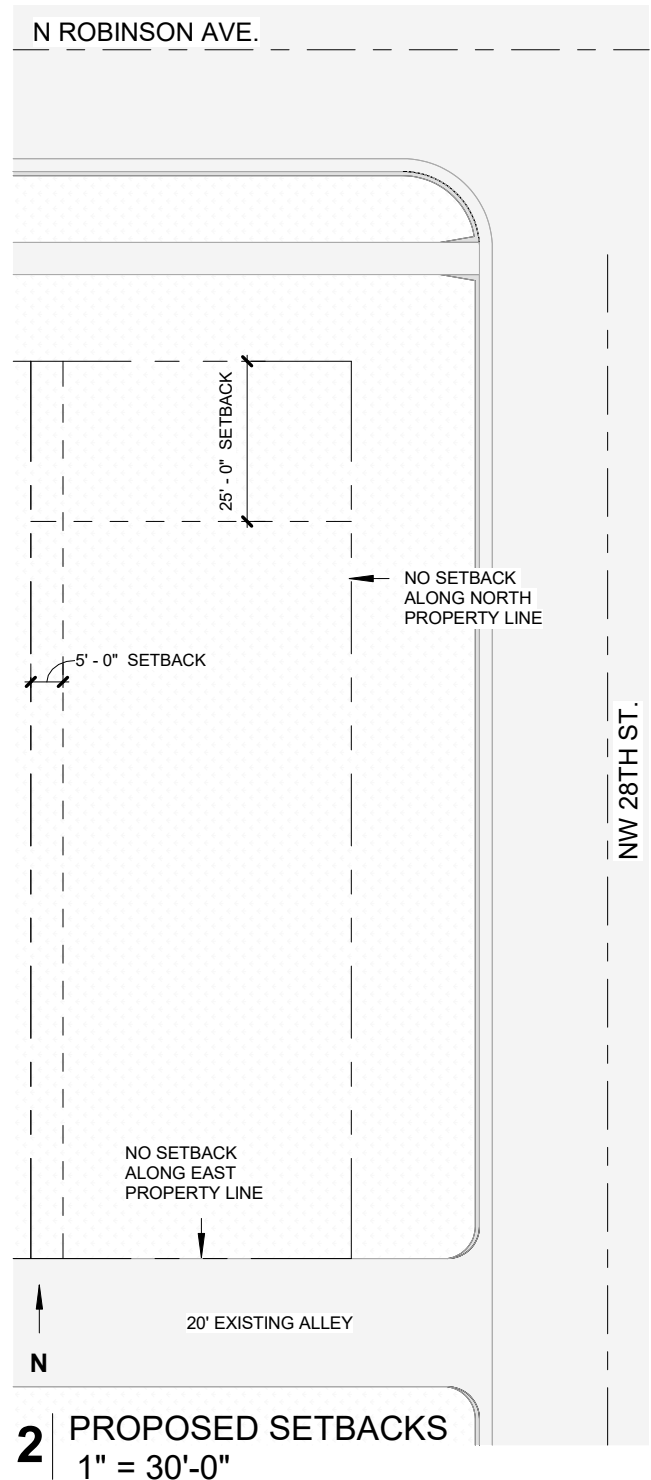 N ROBINSON AVE.
25' - 0" SETBACK
NO SETBACK
ALONG NORTH
PROPERTY LINE
5' - 0" SETBACK
NW 28TH ST.
NO SETBACK
ALONG EAST
PROPERTY LINE
20' EXISTING ALLEY
N
2 PROPOSED SETBACKS
1" = 30'-0"